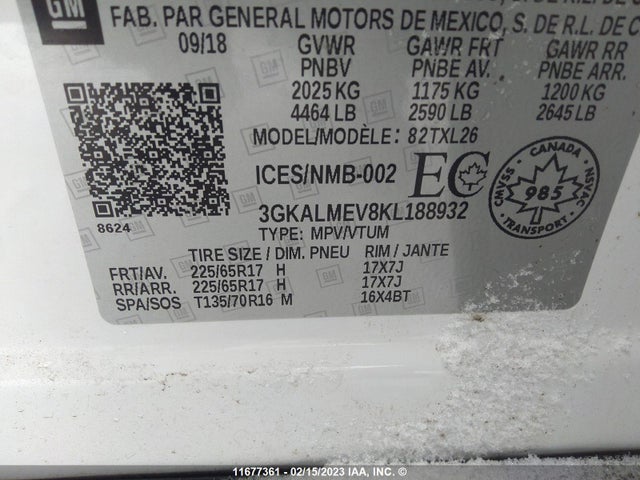 GM
FAB. PAR GENERAL MOTORS DE MEXICO, S. DE R.L. DE C
09/18 GVWR GAWR FRT GAWR RR
PNBV PNBE AV. PNBE ARR.
2025 KG 1175 KG 1200 KG
4464 LB 2590 LB 2645 LB
MODEL/MODÈLE: 82TXL26
ICES/NMB-002 EC
CANADA
CMVSS 985 NSVAC
TRANSPORT
8624
3GKALMEV8KL188932
TYPE: MPV/VTUM
TIRE SIZE / DIM. PNEU RIM / JANTE
FRT/AV. 225/65R17 H 17X7J
RR/ARR. 225/65R17 H 17X7J
SPA/SOS T135/70R16 M 16X4BT
11677361 - 02/15/2023 IAA, INC. ©